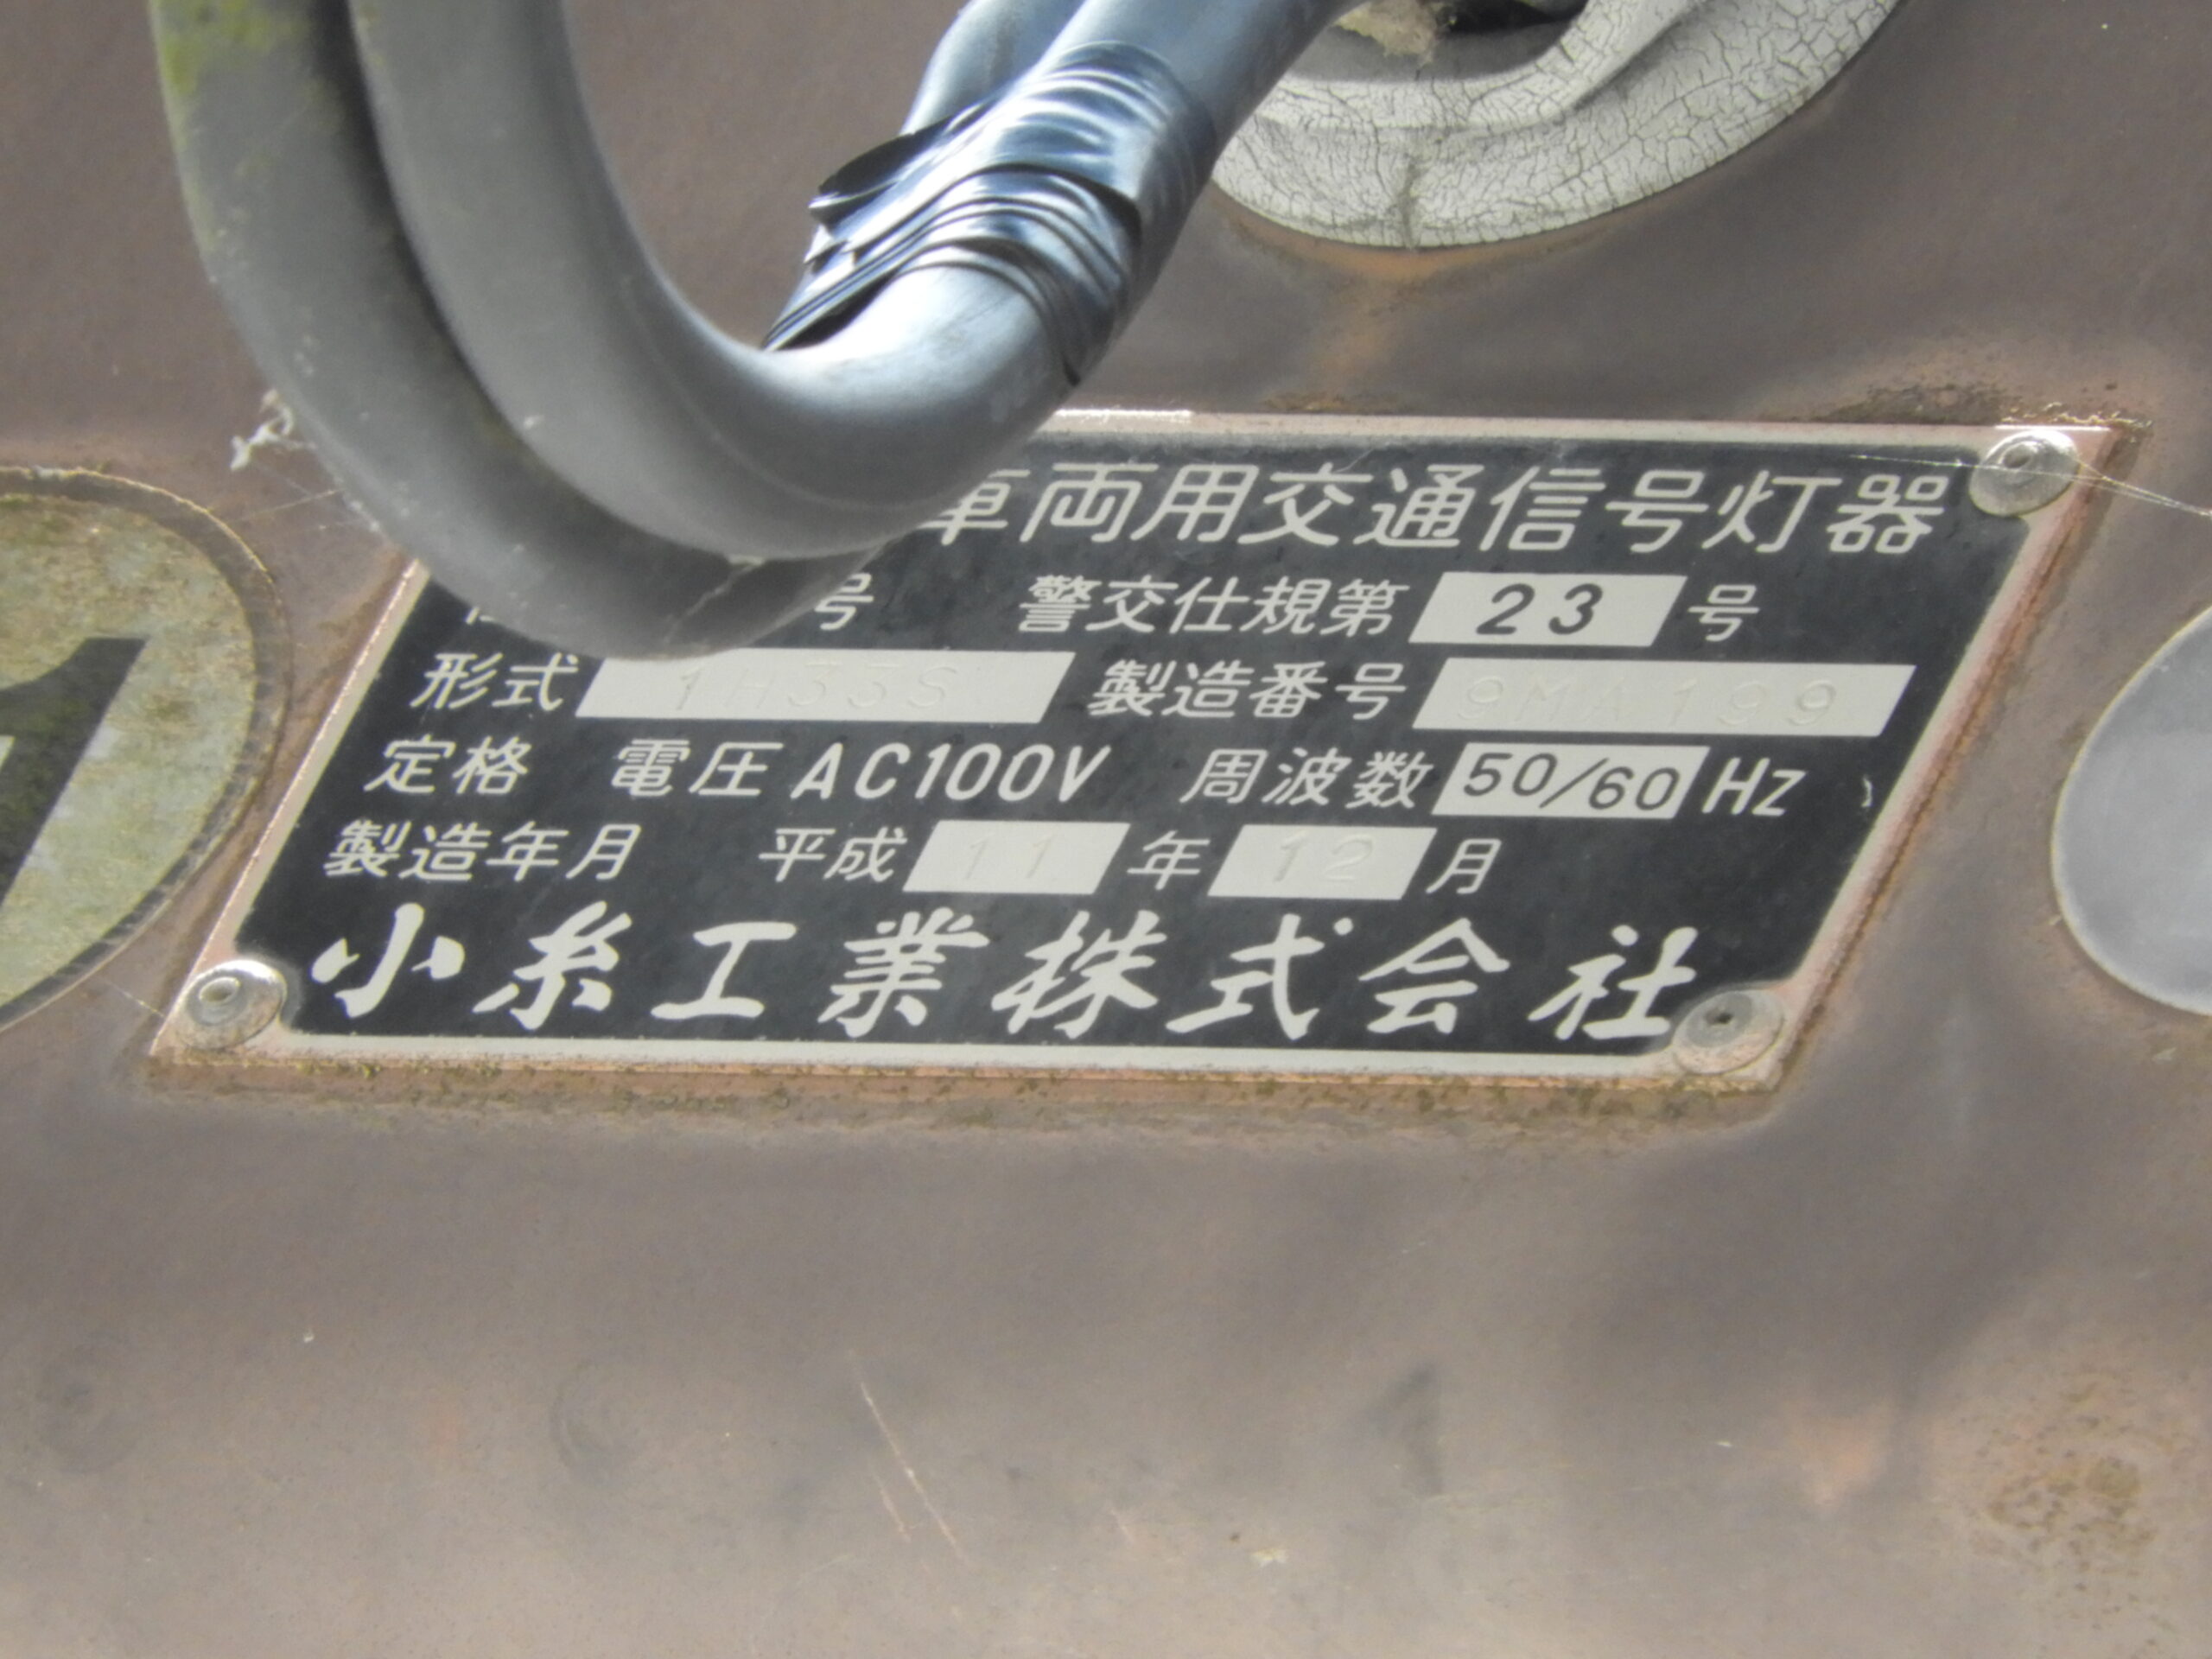 車両用交通信号灯器
号 警交仕規第 23 号
形式 1H33S 製造番号 9MA199
定格 電圧 AC100V 周波数 50/60 Hz
製造年月 平成 11 年 12 月
小糸工業株式会社
1